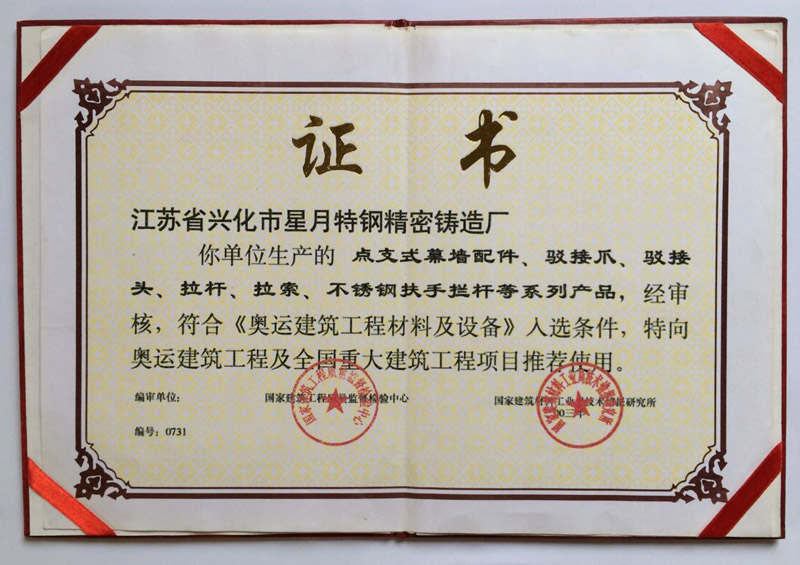 证 书
江苏省兴化市星月特钢精密铸造厂
你单位生产的 点支式幕墙配件、驳接爪、驳接
头、拉杆、拉索、不锈钢扶手拦杆等系列产品，经审
核，符合《奥运建筑工程材料及设备》入选条件，特向
奥运建筑工程及全国重大建筑工程项目推荐使用。
编审单位： 国家建筑工程质量监督检验中心 国家建筑材料工业技术 研究所
编号：0731